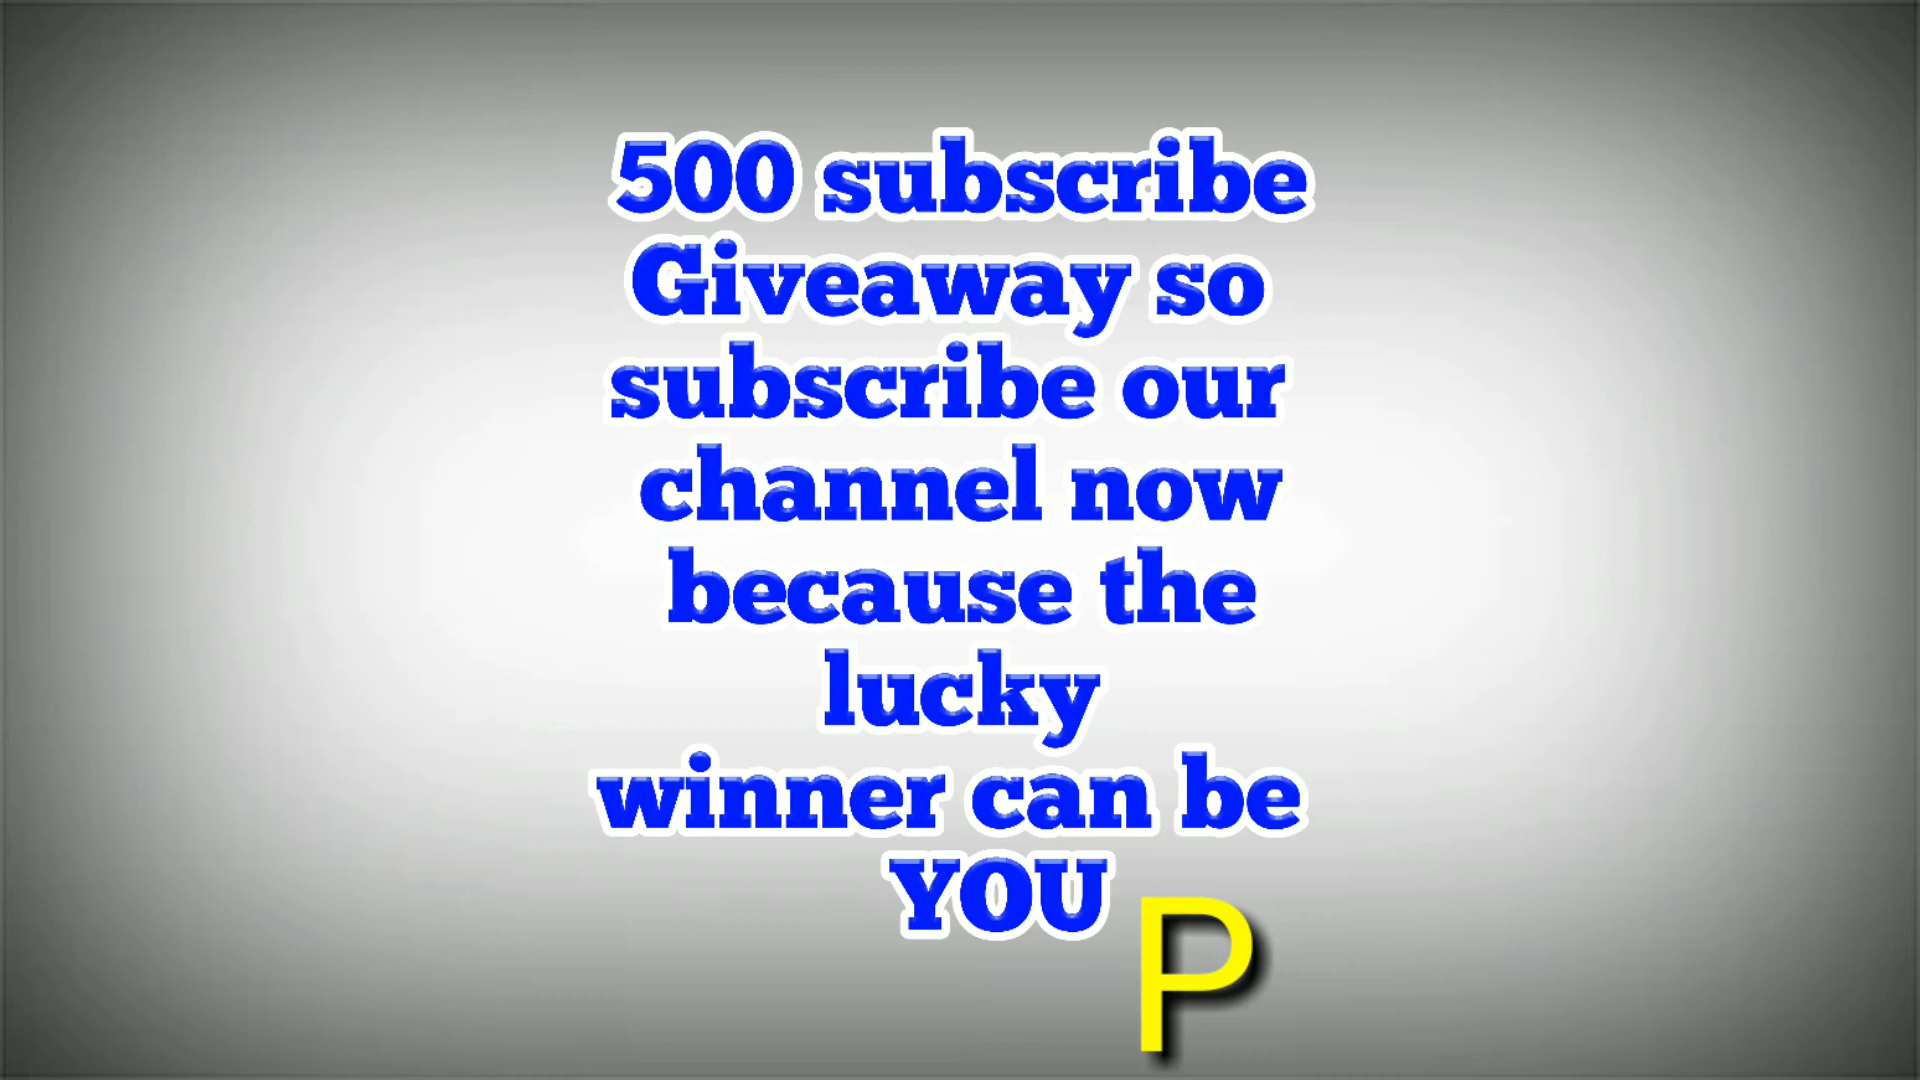 500 subscribe
Giveaway so
subscribe our
channel now
because the
lucky
winner can be
YOU
P